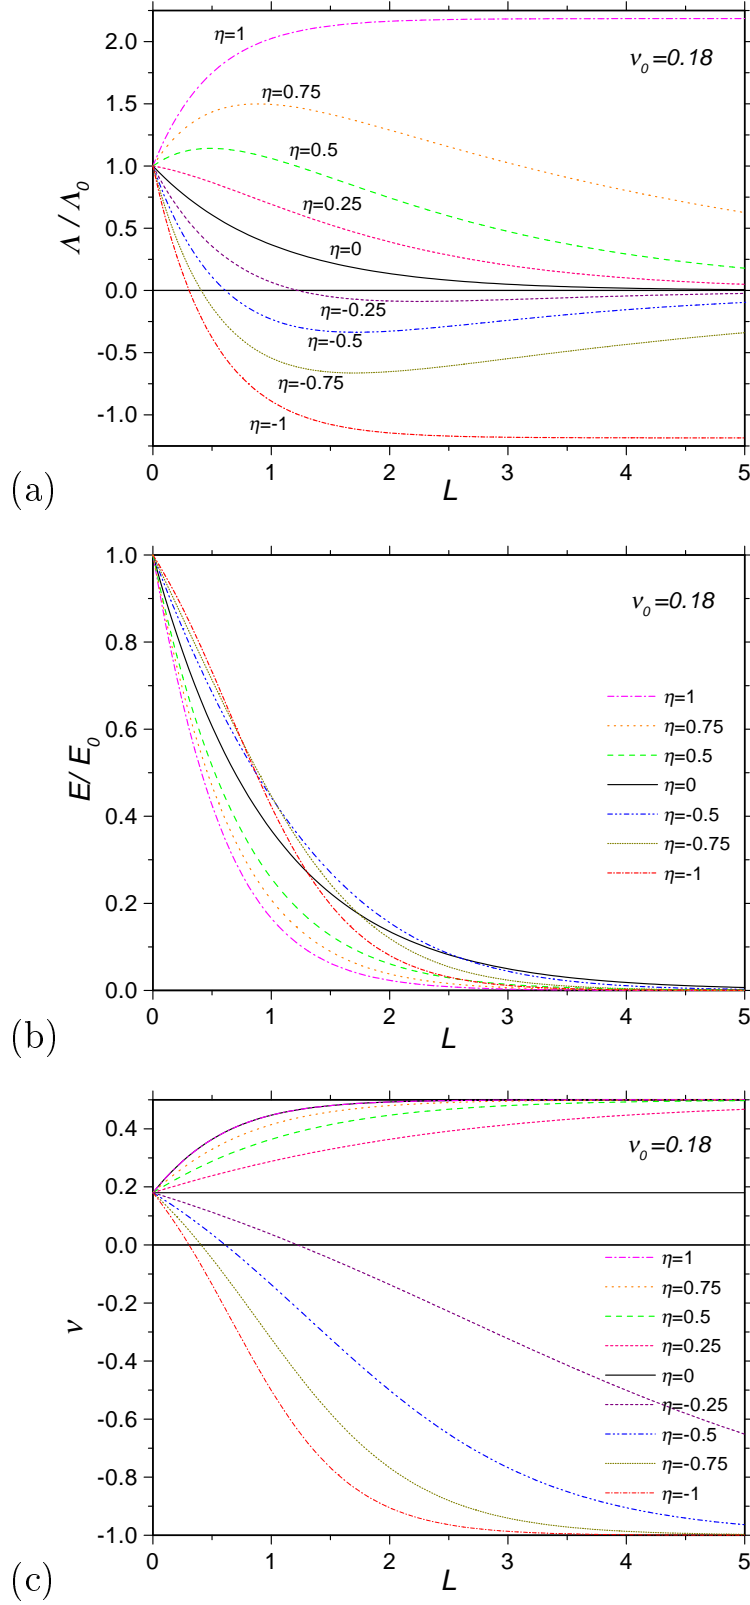 2.0
1.5
1.0
0.5
0.0
-0.5
-1.0
Λ / Λ0
η=1
ν0=0.18
η=0.75
η=0.5
η=0.25
η=0
η=-0.25
η=-0.5
η=-0.75
η=-1
0 1 2 3 4 5
L
(a)
1.0
0.8
0.6
0.4
0.2
0.0
E/E0
ν0=0.18
η=1
η=0.75
η=0.5
η=0
η=-0.5
η=-0.75
η=-1
0 1 2 3 4 5
L
(b)
0.4
0.2
0.0
-0.2
-0.4
-0.6
-0.8
-1.0
ν
ν0=0.18
η=1
η=0.75
η=0.5
η=0.25
η=0
η=-0.25
η=-0.5
η=-0.75
η=-1
0 1 2 3 4 5
L
(c)